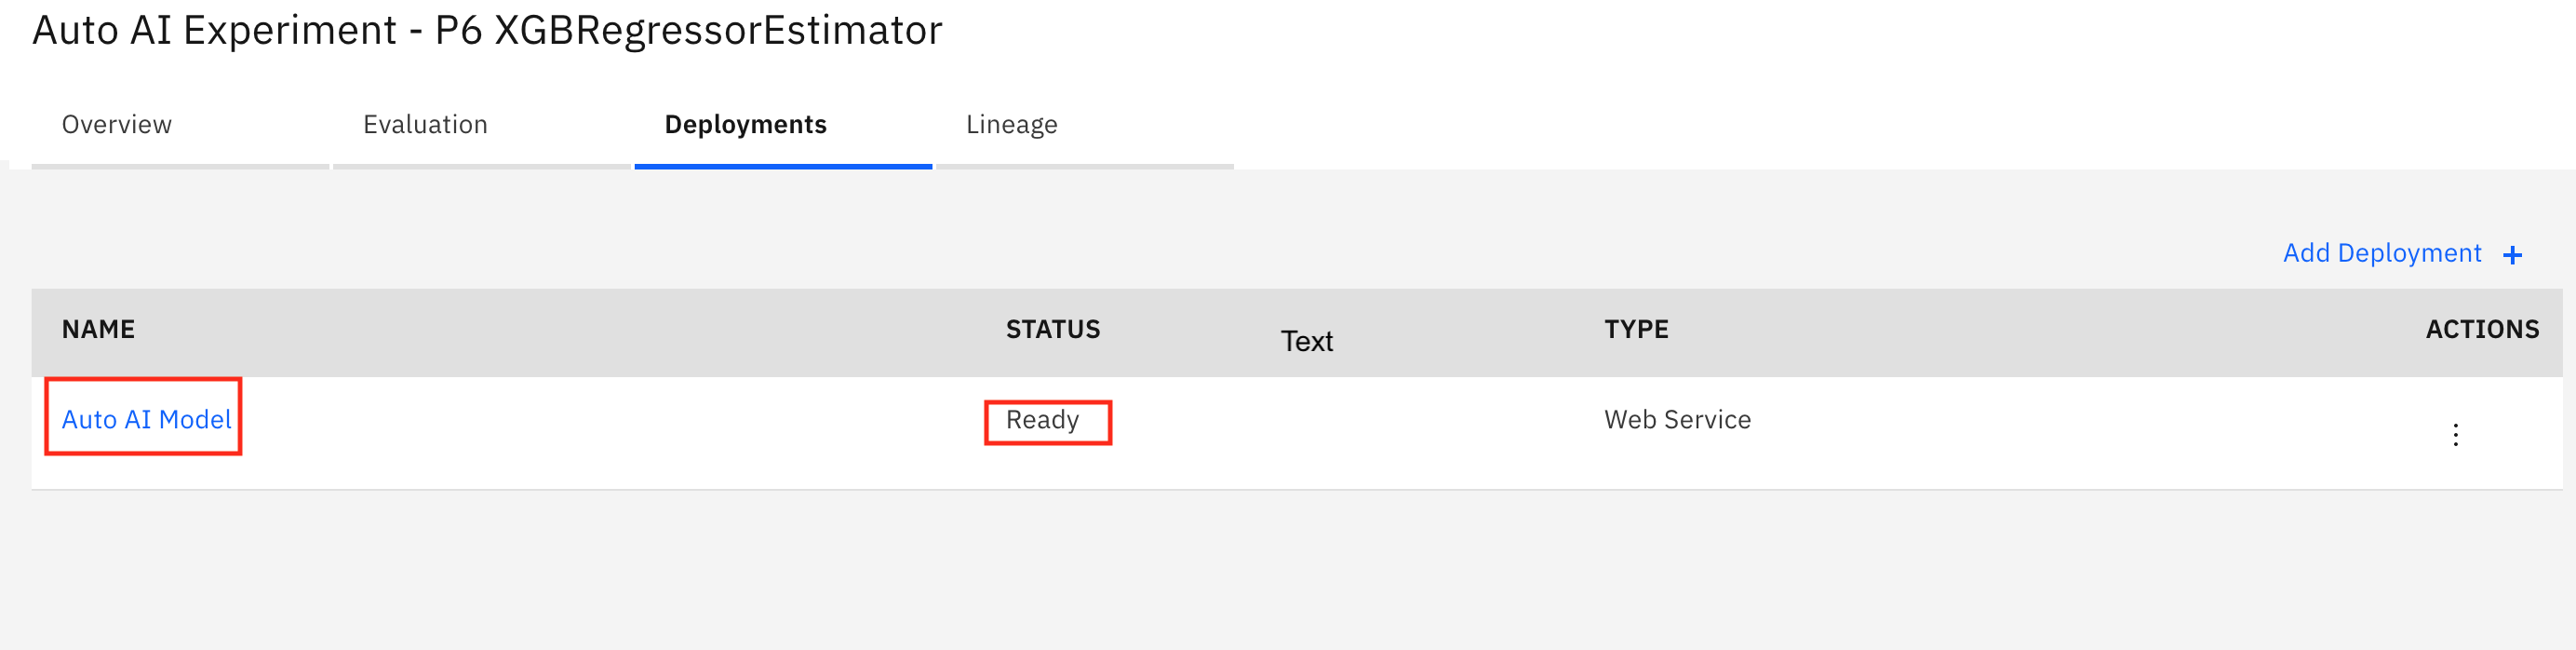 Auto AI Experiment - P6 XGBRegressorEstimator
Overview Evaluation Deployments Lineage
Add Deployment +
NAME STATUS Text TYPE ACTIONS
Auto AI Model Ready Web Service